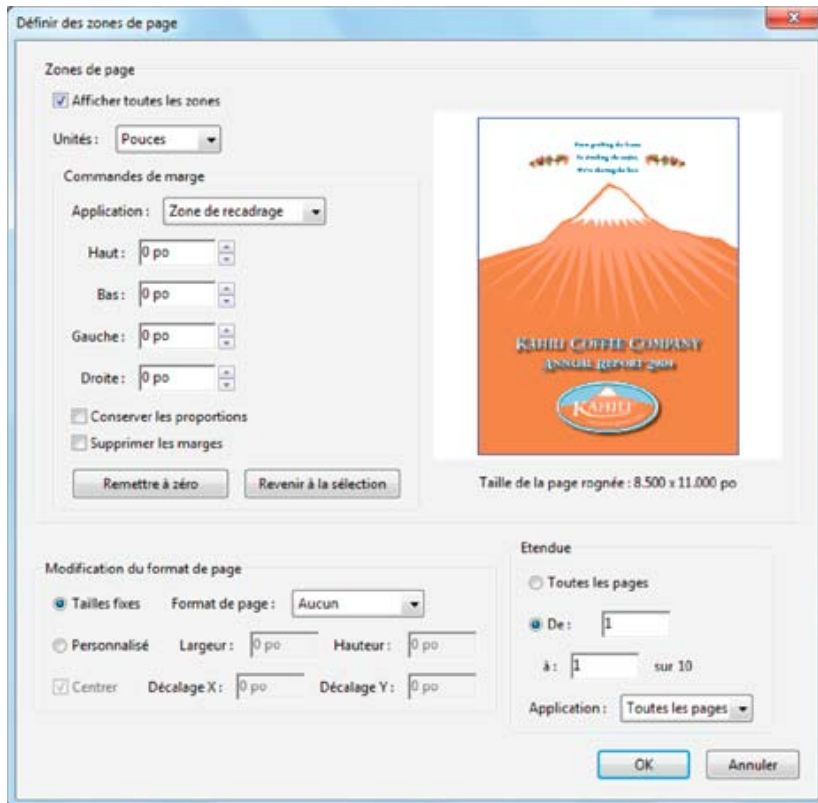 Définir des zones de page
Zones de page
Afficher toutes les zones
Unités : Pouces
Commandes de marge
Application : Zone de recadrage
Haut : 0 po
Bas : 0 po
Gauche : 0 po
Droite : 0 po
Conserver les proportions
Supprimer les marges
Remettre à zéro Revenir à la sélection
KAHILI COFFEE COMPANY
ANNUAL REPORT
KAHILI
Taille de la page rognée : 8.500 x 11.000 po
Modification du format de page
Tailles fixes Format de page : Aucun
Personnalisé Largeur : 0 po Hauteur : 0 po
Centrer Décalage X : 0 po Décalage Y : 0 po
Etendue
Toutes les pages
De : 1
à : 1 sur 10
Application : Toutes les pages
OK Annuler